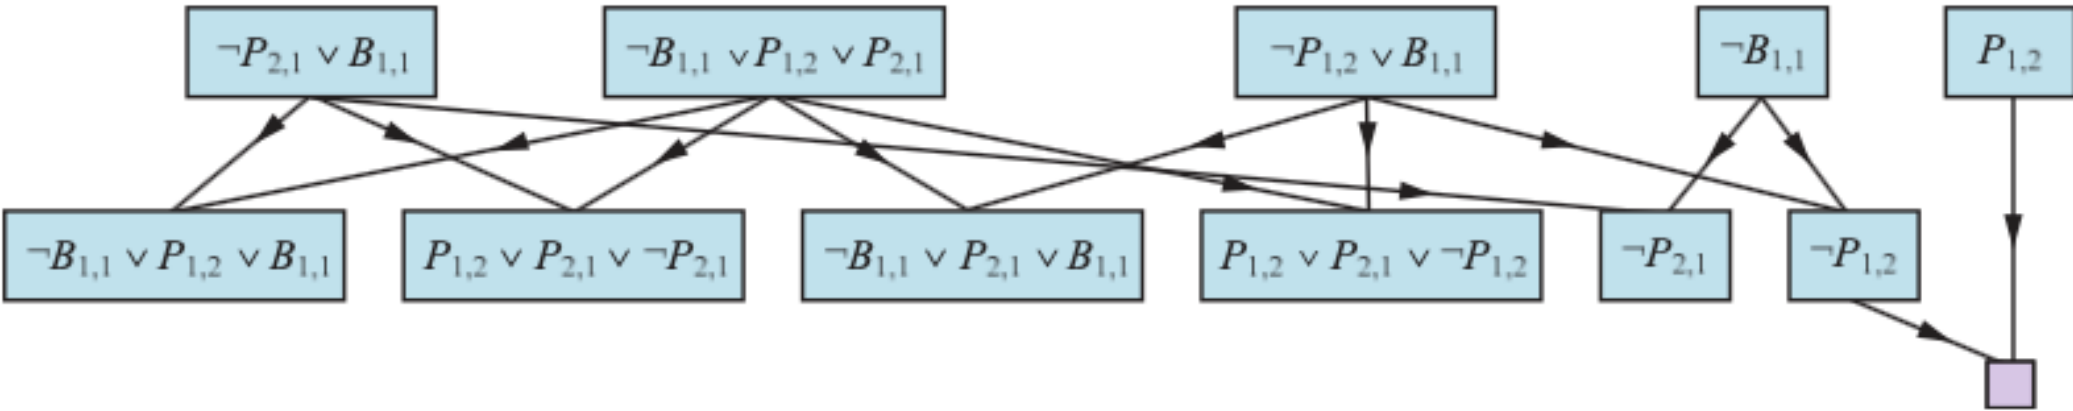 ¬P₂,₁ ∨ B₁,₁
¬B₁,₁ ∨ P₁,₂ ∨ P₂,₁
¬P₁,₂ ∨ B₁,₁
¬B₁,₁
P₁,₂
¬B₁,₁ ∨ P₁,₂ ∨ B₁,₁
P₁,₂ ∨ P₂,₁ ∨ ¬P₂,₁
¬B₁,₁ ∨ P₂,₁ ∨ B₁,₁
P₁,₂ ∨ P₂,₁ ∨ ¬P₁,₂
¬P₂,₁
¬P₁,₂